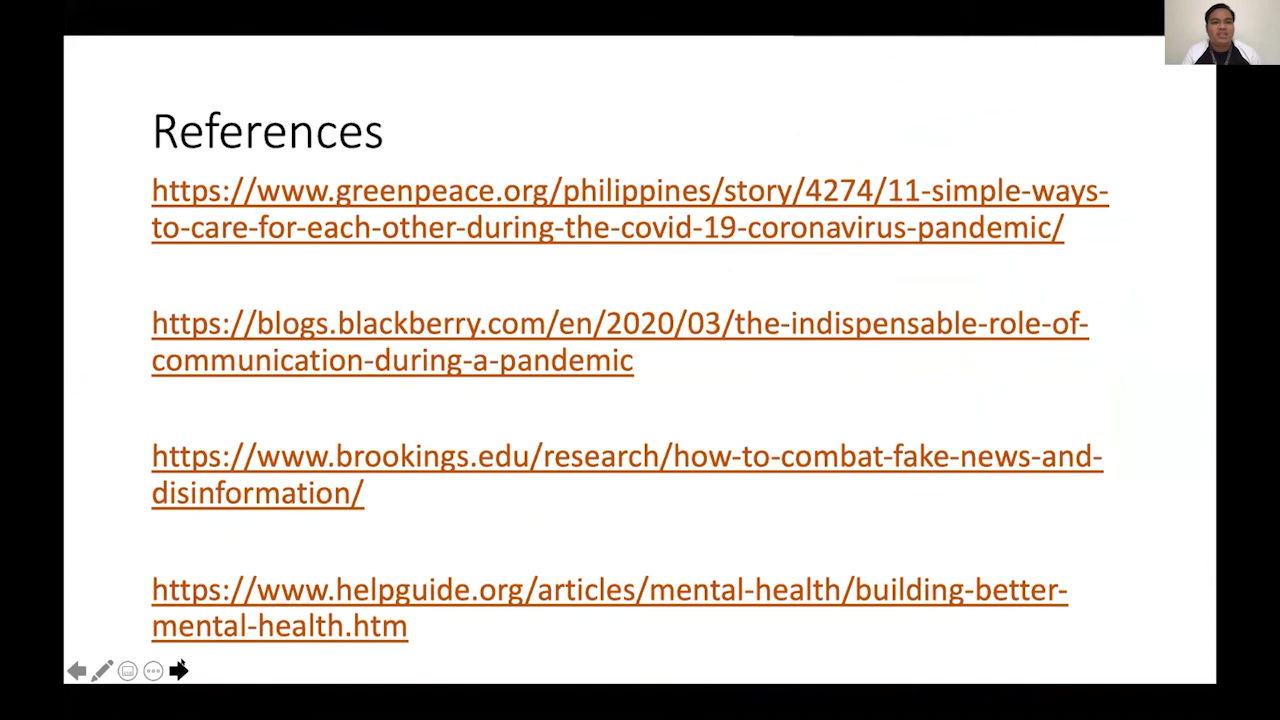 References
https://www.greenpeace.org/philippines/story/4274/11-simple-ways-
to-care-for-each-other-during-the-covid-19-coronavirus-pandemic/
https://blogs.blackberry.com/en/2020/03/the-indispensable-role-of-
communication-during-a-pandemic
https://www.brookings.edu/research/how-to-combat-fake-news-and-
disinformation/
https://www.helpguide.org/articles/mental-health/building-better-
mental-health.htm